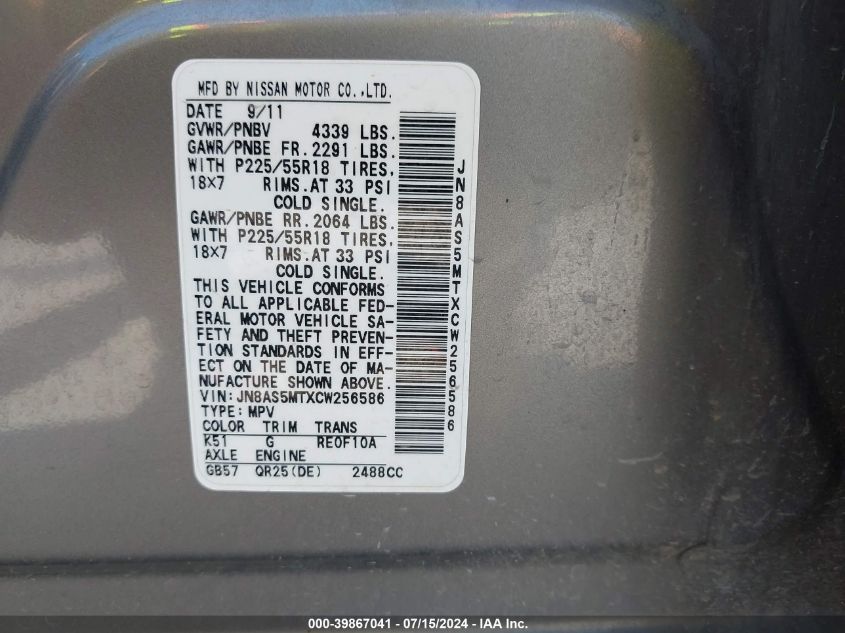 MFD BY NISSAN MOTOR CO.,LTD.
DATE 9/11
GVWR/PNBV 4339 LBS.
GAWR/PNBE FR.2291 LBS.
WITH P225/55R18 TIRES,
18X7 RIMS.AT 33 PSI
COLD SINGLE.
GAWR/PNBE RR.2064 LBS.
WITH P225/55R18 TIRES,
18X7 RIMS.AT 33 PSI
COLD SINGLE.
THIS VEHICLE CONFORMS
TO ALL APPLICABLE FED-
ERAL MOTOR VEHICLE SA-
FETY AND THEFT PREVEN-
TION STANDARDS IN EFF-
ECT ON THE DATE OF MA-
NUFACTURE SHOWN ABOVE.
VIN:JN8AS5MTXCW256586
TYPE:MPV
COLOR TRIM TRANS
K51 G RE0F10A
AXLE ENGINE
GB57 QR25(DE) 2488CC
JN8AS5MTXCW256586
000-39867041 - 07/15/2024 - IAA Inc.